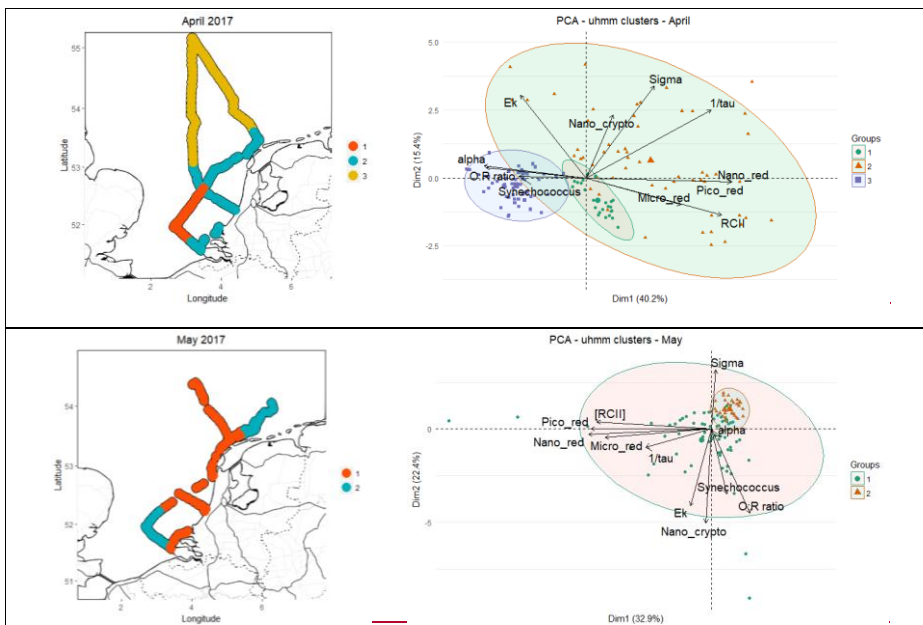 April 2017
55
54
53
52
Latitude
2
4
6
Longitude
1
2
3
PCA - uhmm clusters - April
5.0
2.5
0.0
-2.5
Dim2 (15.4%)
Sigma
Ek
1/tau
Nano_crypto
alpha
O:R ratio
Synechococcus
Nano_red
Pico_red
Micro_red
RCII
Dim1 (40.2%)
Groups
1
2
3
May 2017
54
53
52
51
Latitude
2
4
6
Longitude
1
2
PCA - uhmm clusters - May
Sigma
0
-5
Dim2 (22.4%)
[RCII]
Pico_red
alpha
Nano_red
Micro_red
1/tau
Synechococcus
Ek
O:R ratio
Nano_crypto
Dim1 (32.9%)
Groups
1
2